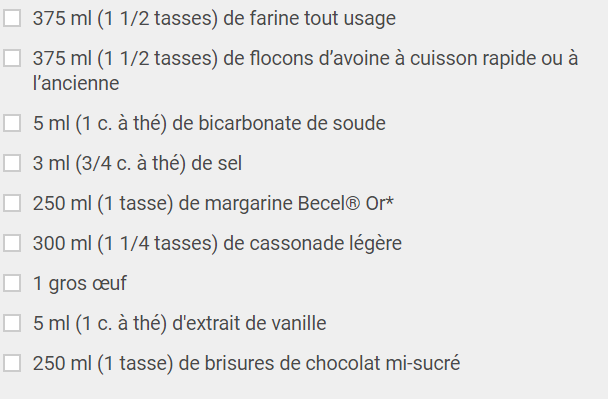 375 ml (1 1/2 tasses) de farine tout usage
375 ml (1 1/2 tasses) de flocons d’avoine à cuisson rapide ou à
l’ancienne
5 ml (1 c. à thé) de bicarbonate de soude
3 ml (3/4 c. à thé) de sel
250 ml (1 tasse) de margarine Becel® Or*
300 ml (1 1/4 tasses) de cassonade légère
1 gros œuf
5 ml (1 c. à thé) d'extrait de vanille
250 ml (1 tasse) de brisures de chocolat mi-sucré